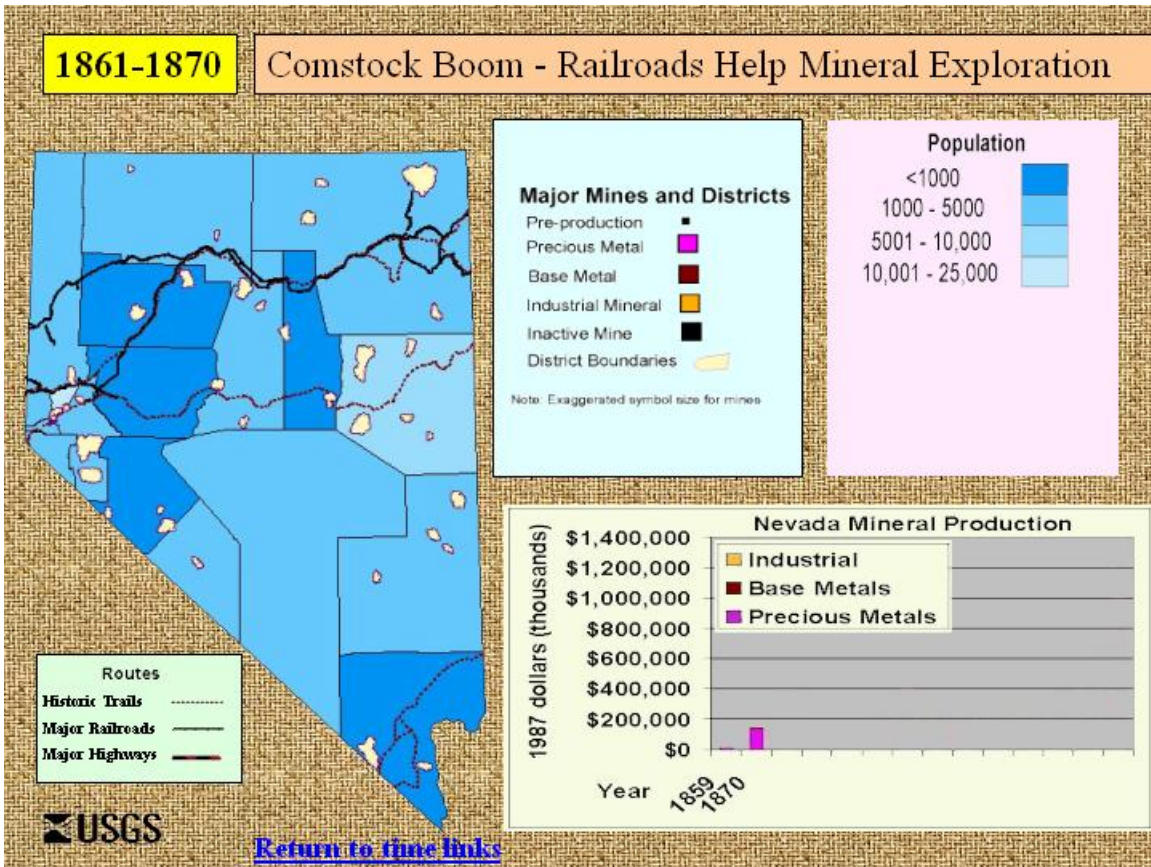 1861-1870
Comstock Boom - Railroads Help Mineral Exploration
Major Mines and Districts
Pre-production
Precious Metal
Base Metal
Industrial Mineral
Inactive Mine
District Boundaries
Note: Exaggerated symbol size for mines
Population
<1000
1000 - 5000
5001 - 10,000
10,001 - 25,000
Routes
Historic Trails
Major Railroads
Major Highways
Nevada Mineral Production
1987 dollars (thousands)
$1,400,000
$1,200,000
$1,000,000
$800,000
$600,000
$400,000
$200,000
$0
Industrial
Base Metals
Precious Metals
Year
1859
1870
USGS
Return to time links